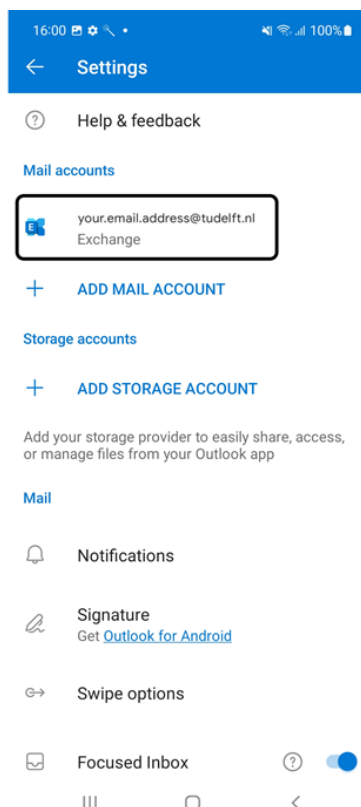 16:00 100%
Settings
Help & feedback
Mail accounts
your.email.address@tudelft.nl
Exchange
ADD MAIL ACCOUNT
Storage accounts
ADD STORAGE ACCOUNT
Add your storage provider to easily share, access,
or manage files from your Outlook app
Mail
Notifications
Signature
Get Outlook for Android
Swipe options
Focused Inbox